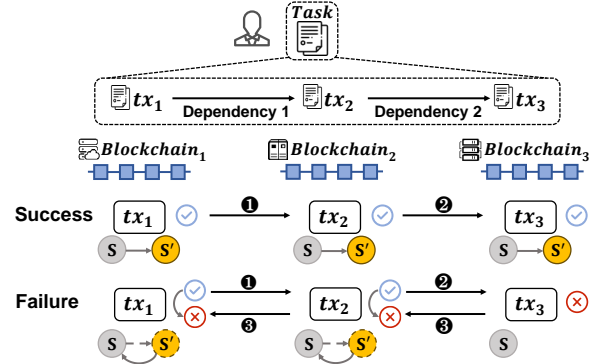 Task
tx1 tx2 tx3
Dependency 1 Dependency 2
Blockchain1 Blockchain2 Blockchain3
Success tx1 ❶ tx2 ❷ tx3
S S′ S S′ S S′
Failure tx1 ❶ ❸ tx2 ❷ ❸ tx3
S S′ S S′ S